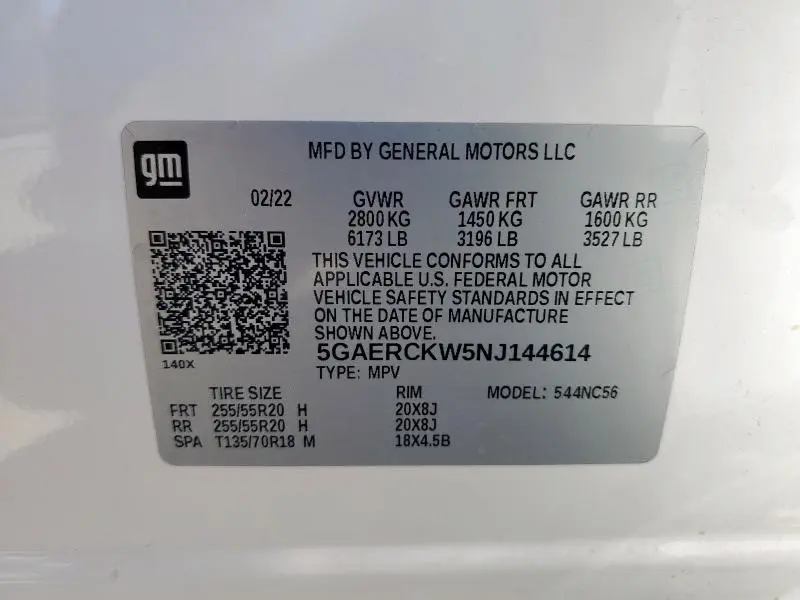 gm
MFD BY GENERAL MOTORS LLC
02/22 GVWR GAWR FRT GAWR RR
2800 KG 1450 KG 1600 KG
6173 LB 3196 LB 3527 LB
THIS VEHICLE CONFORMS TO ALL
APPLICABLE U.S. FEDERAL MOTOR
VEHICLE SAFETY STANDARDS IN EFFECT
ON THE DATE OF MANUFACTURE
SHOWN ABOVE.
5GAERCKW5NJ144614
140X
TYPE: MPV
TIRE SIZE RIM MODEL: 544NC56
FRT 255/55R20 H 20X8J
RR 255/55R20 H 20X8J
SPA T135/70R18 M 18X4.5B